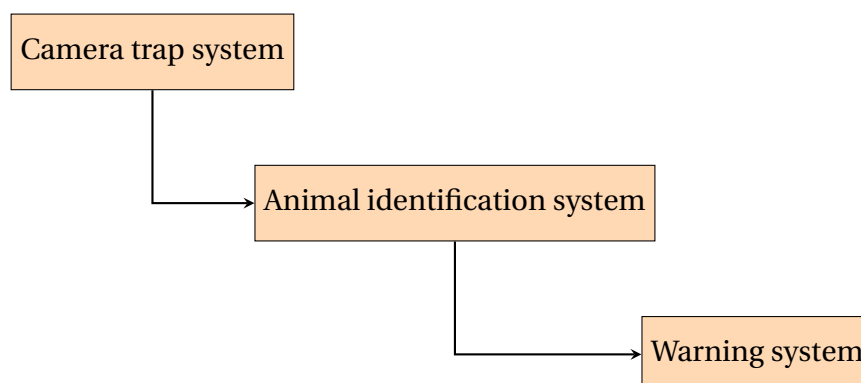 Camera trap system
Animal identification system
Warning system